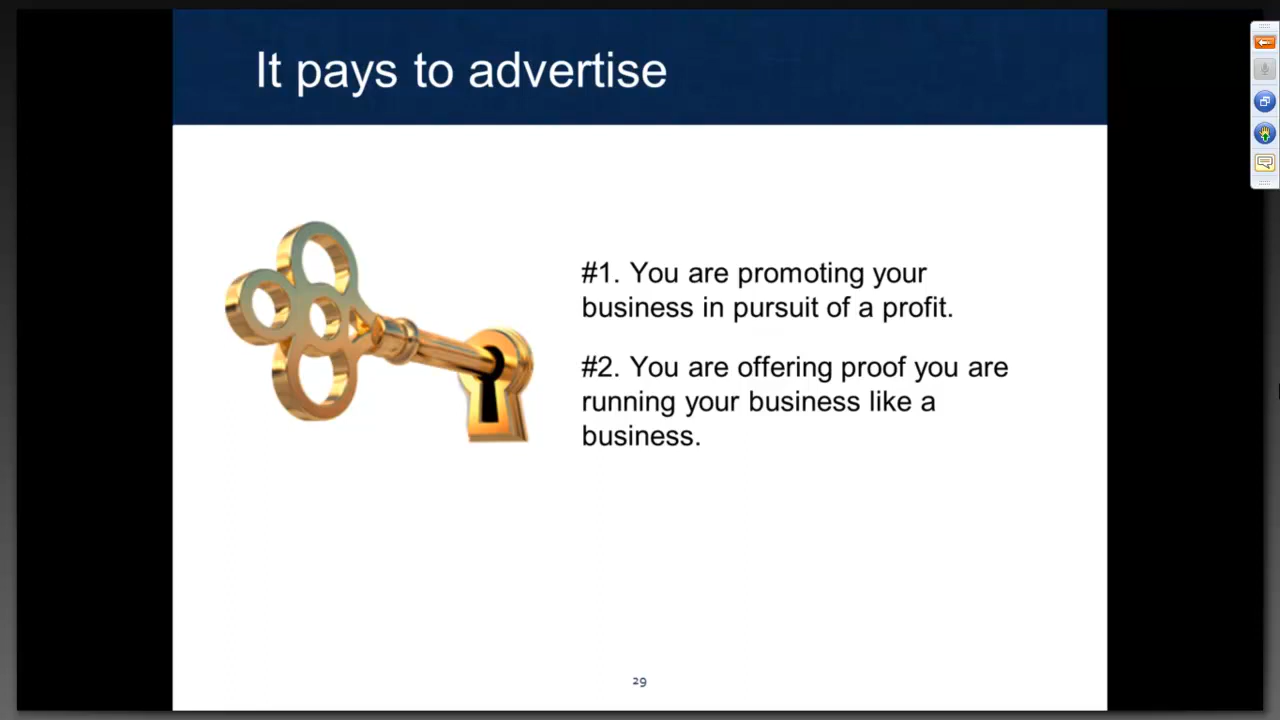 It pays to advertise
#1. You are promoting your
business in pursuit of a profit.
#2. You are offering proof you are
running your business like a
business.
29